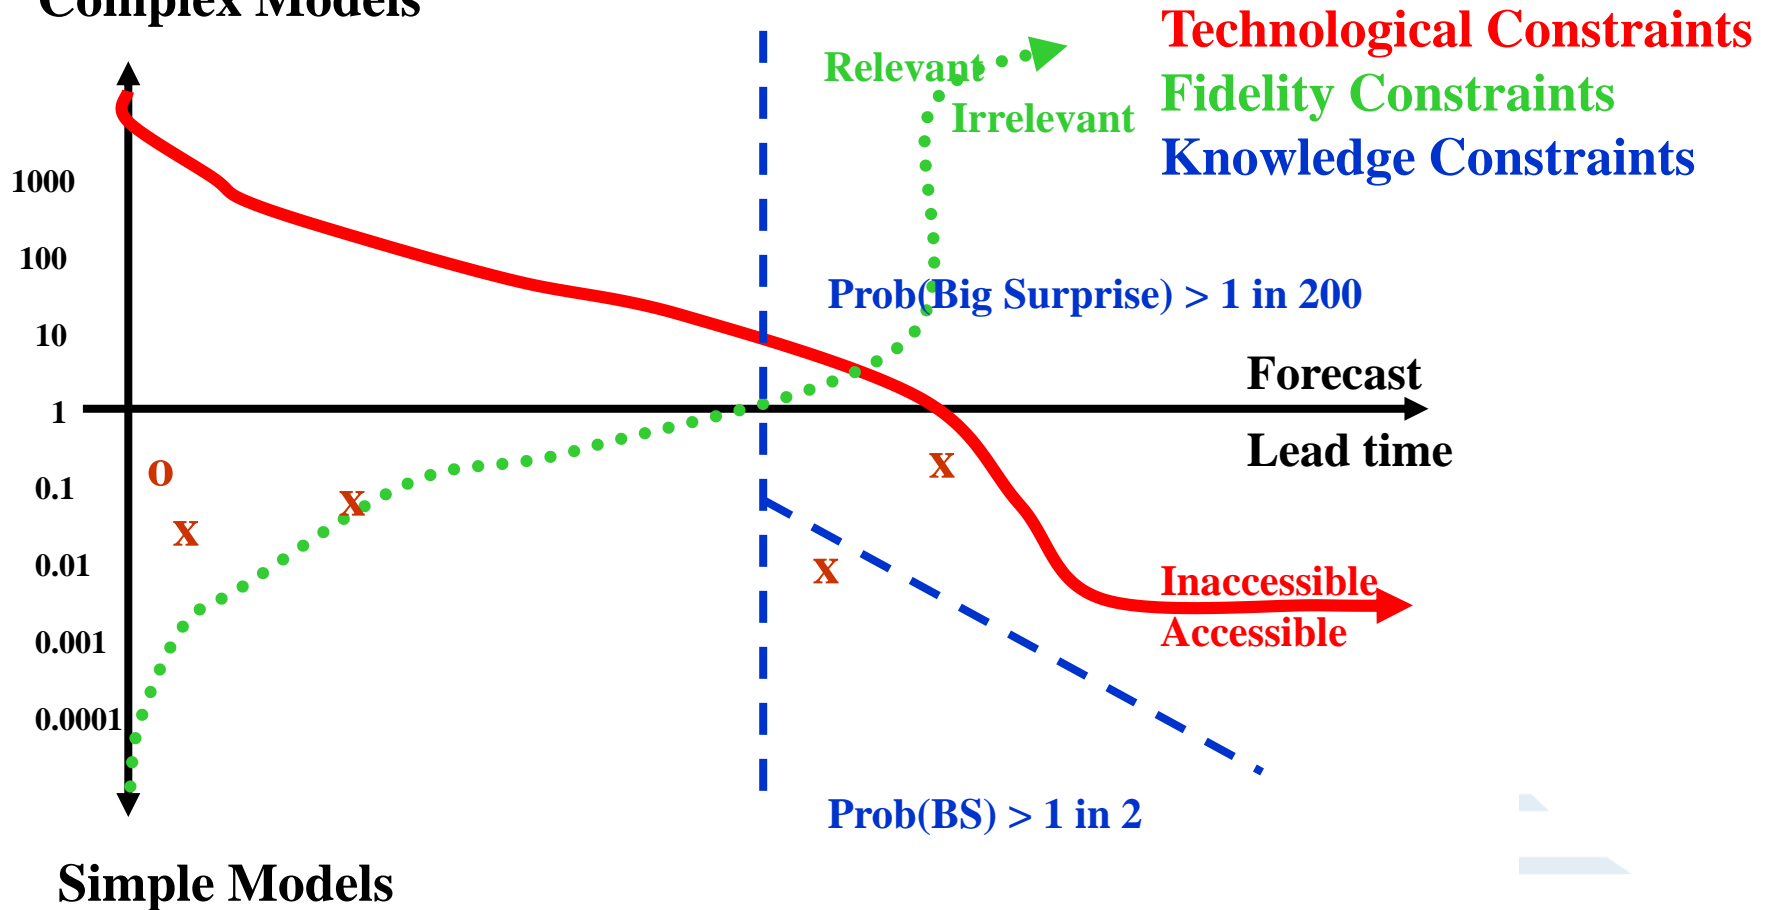 Complex Models
Technological Constraints
Fidelity Constraints
Knowledge Constraints
Relevant
Irrelevant
1000
100
10
1
0.1
0.01
0.001
0.0001
Prob(Big Surprise) > 1 in 200
Forecast
Lead time
o
x
x
x
x
Inaccessible
Accessible
Prob(BS) > 1 in 2
Simple Models